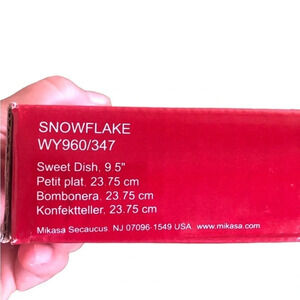 SNOWFLAKE
WY960/347
Sweet Dish, 9.5"
Petit plat, 23.75 cm
Bombonera, 23.75 cm
Konfektteller, 23.75 cm
Mikasa Secaucus, NJ 07096-1549 USA. www.mikasa.com